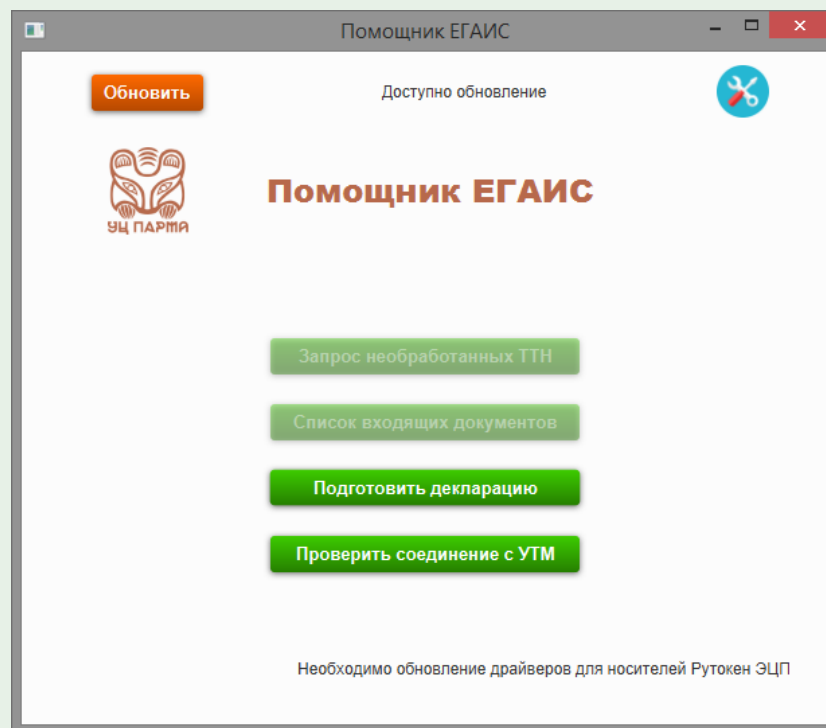 Помощник ЕГАИС
Обновить
Доступно обновление
УЦ ПАРМА
Помощник ЕГАИС
Запрос необработанных ТТН
Список входящих документов
Подготовить декларацию
Проверить соединение с УТМ
Необходимо обновление драйверов для носителей Рутокен ЭЦП